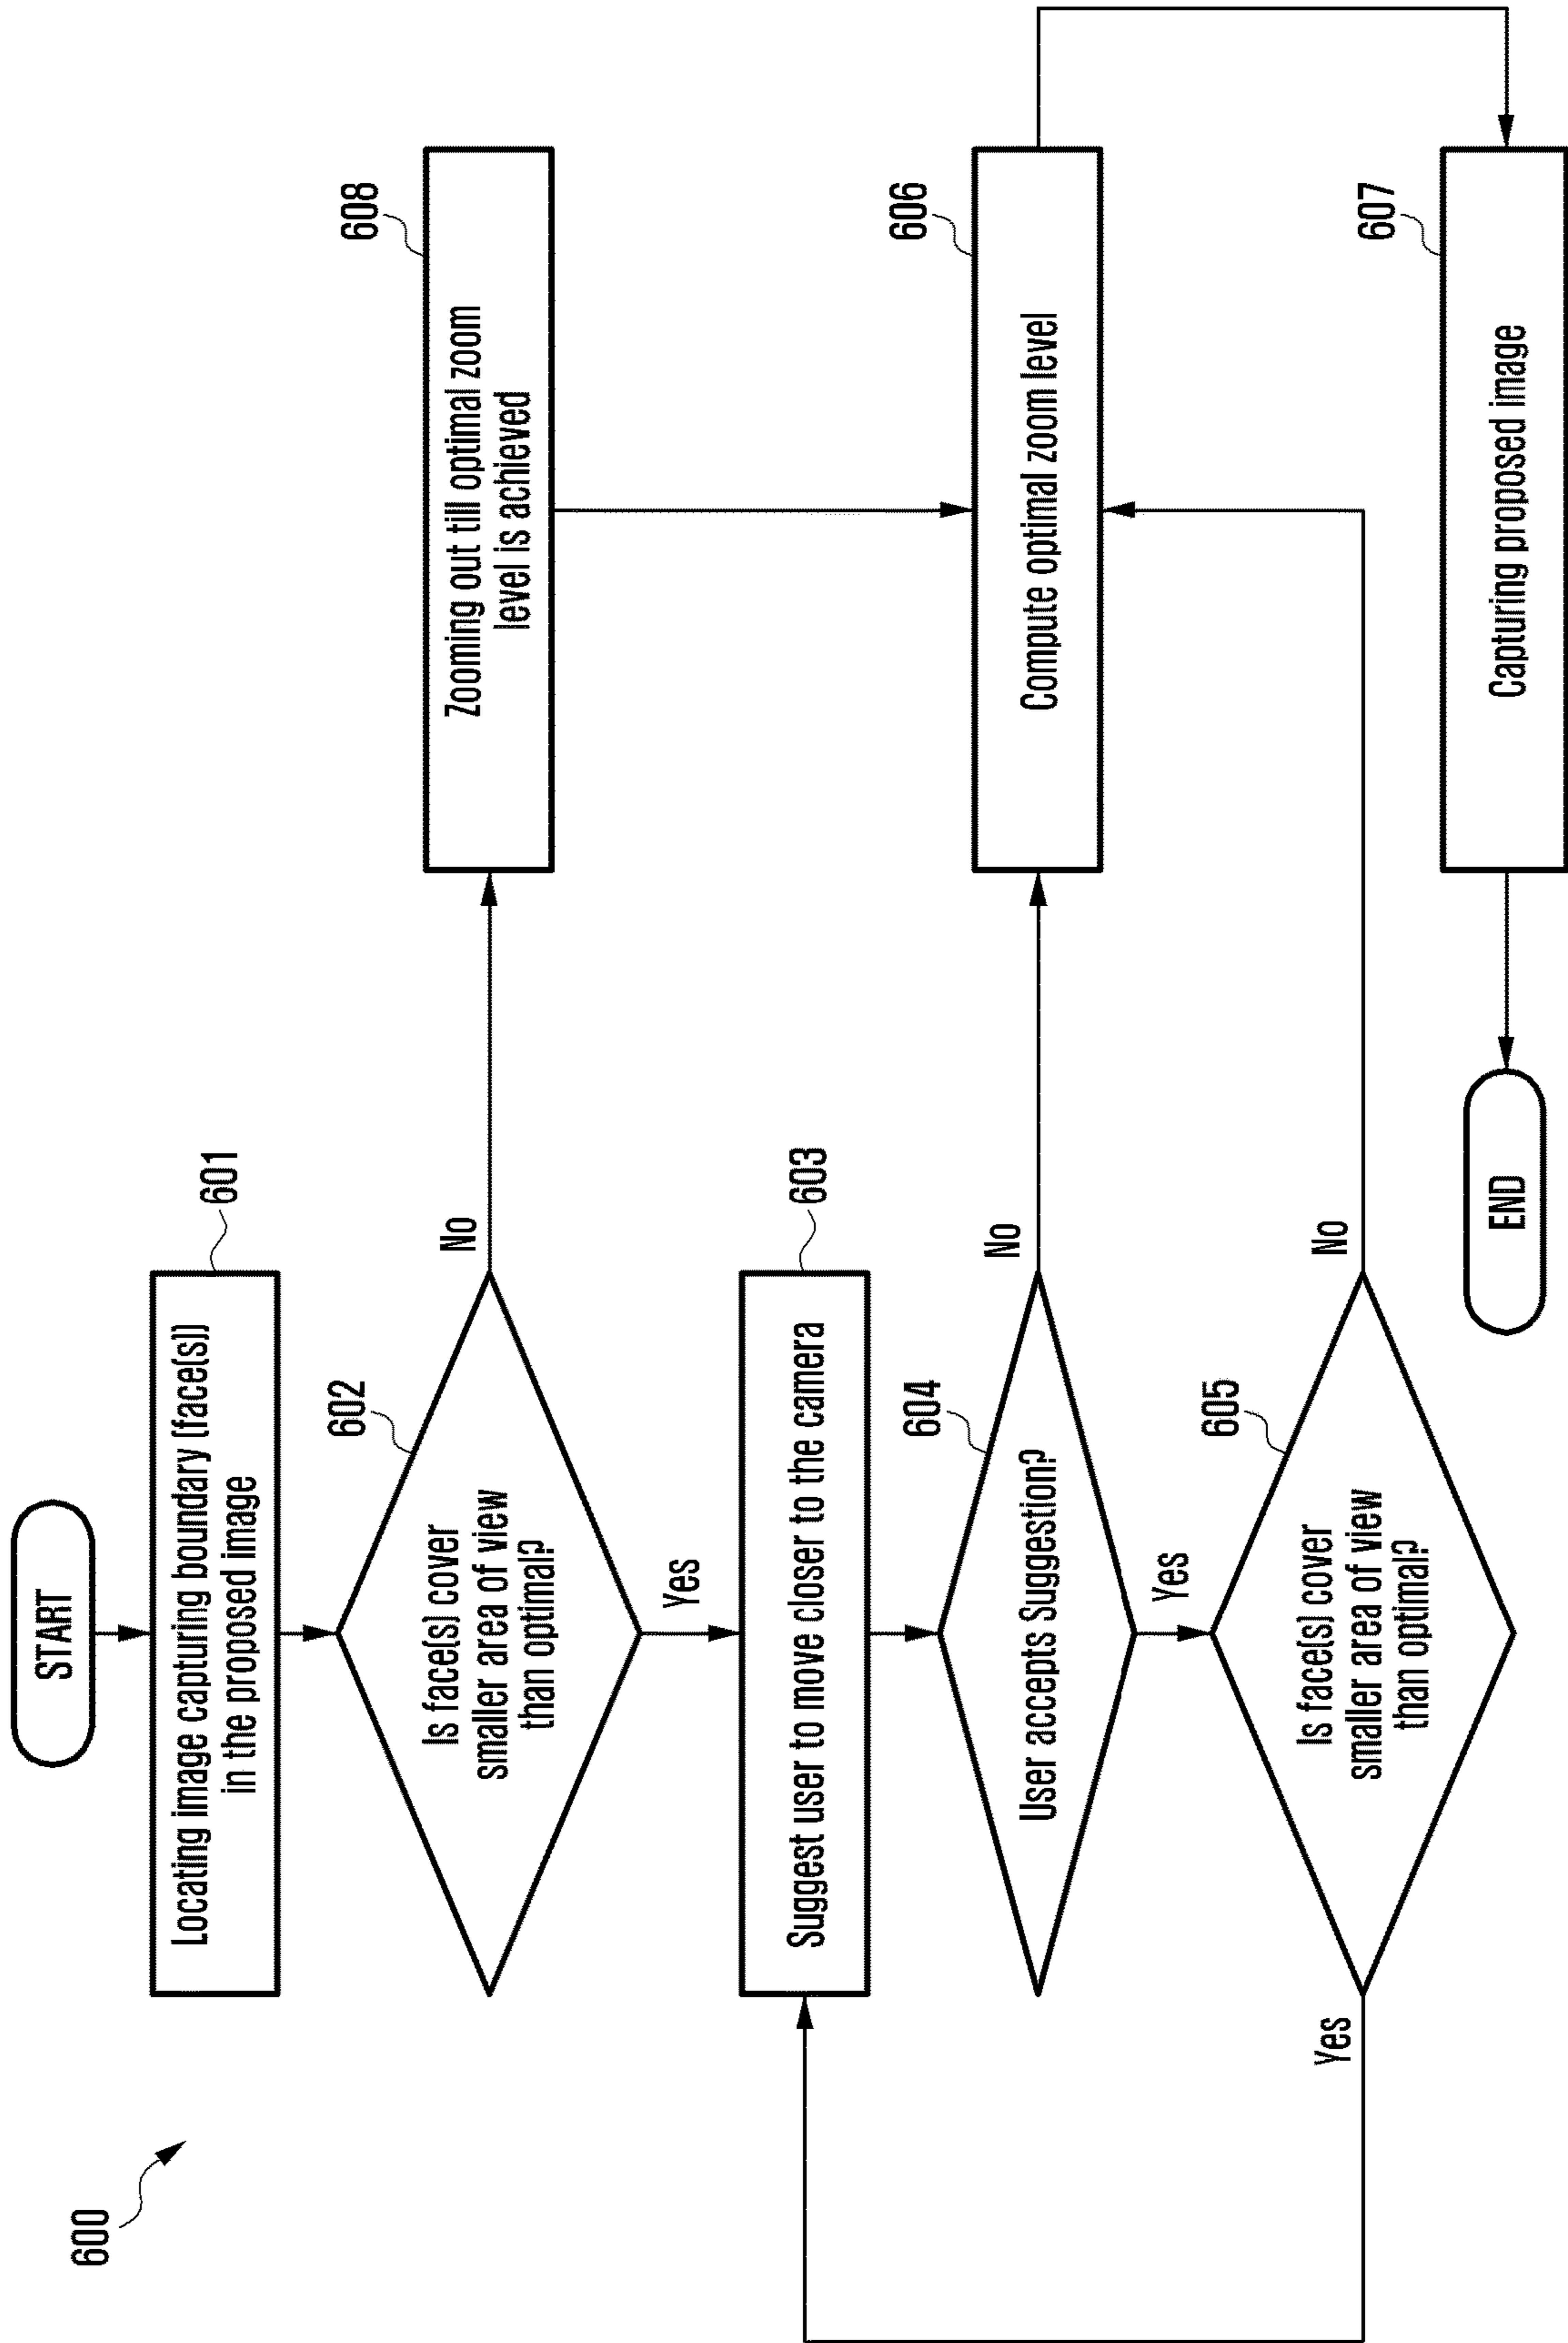 600
START
601
Locating image capturing boundary (face(s))
in the proposed image
602
Is face(s) cover
smaller area of view
than optimal?
No
608
Zooming out till optimal zoom
level is achieved
Yes
603
Suggest user to move closer to the camera
604
User accepts Suggestion?
No
606
Compute optimal zoom level
Yes
605
Is face(s) cover
smaller area of view
than optimal?
No
Yes
607
Capturing proposed image
END